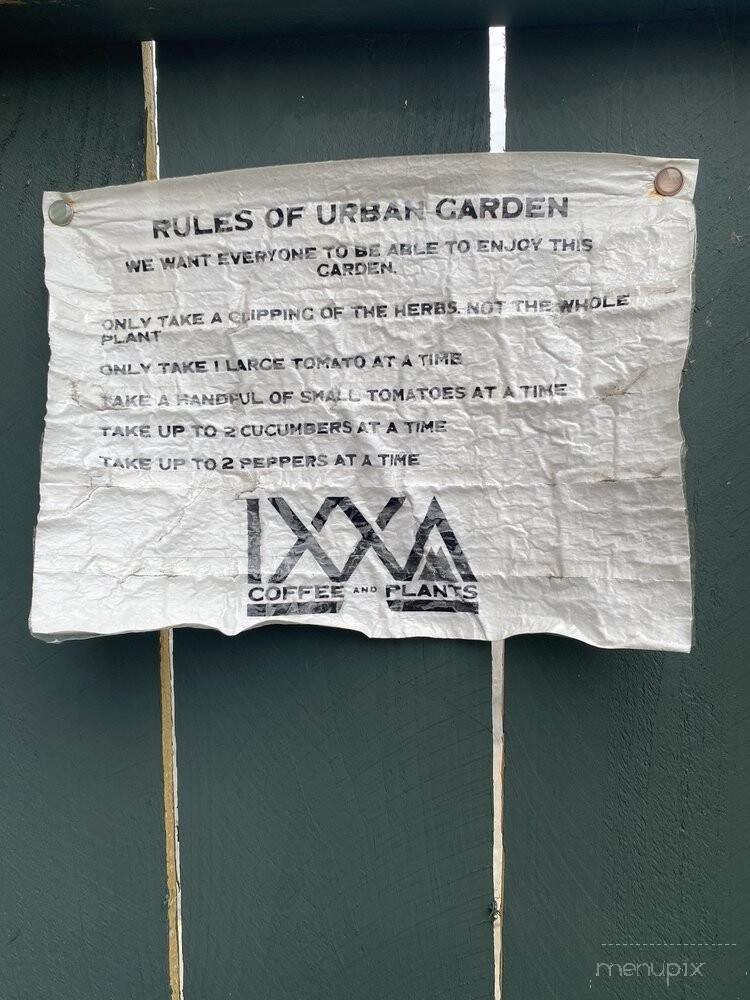 RULES OF URBAN GARDEN
WE WANT EVERYONE TO BE ABLE TO ENJOY THIS
GARDEN.
ONLY TAKE A CLIPPING OF THE HERBS. NOT THE WHOLE
PLANT
ONLY TAKE 1 LARGE TOMATO AT A TIME
TAKE A HANDFUL OF SMALL TOMATOES AT A TIME
TAKE UP TO 2 CUCUMBERS AT A TIME
TAKE UP TO 2 PEPPERS AT A TIME
IXXA
COFFEE AND PLANTS
menupix